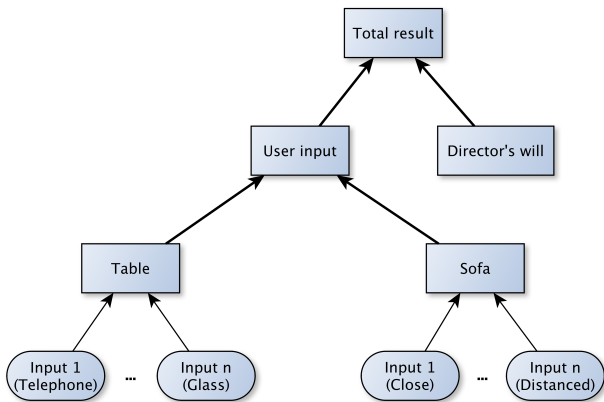 Total result
User input
Director's will
Table
Sofa
Input 1
(Telephone)
...
Input n
(Glass)
Input 1
(Close)
...
Input n
(Distanced)